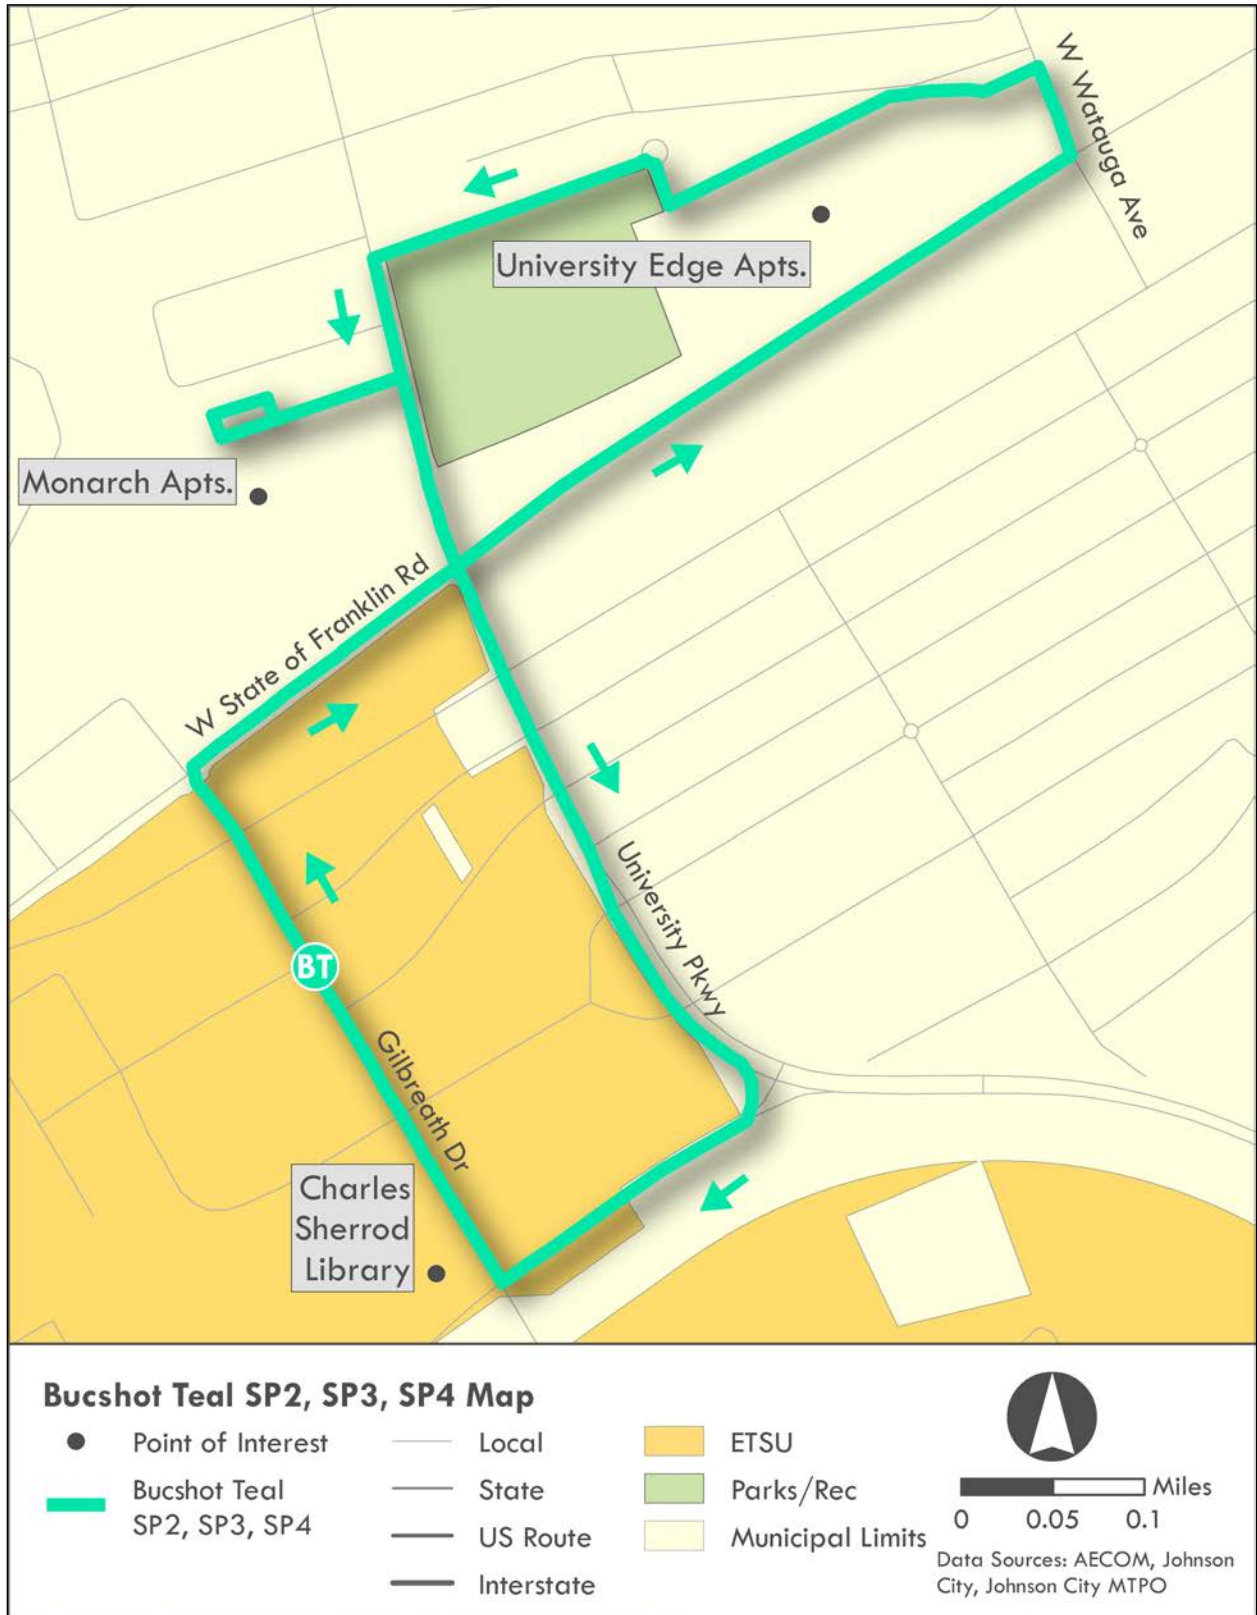 W Watauga Ave
University Edge Apts.
Monarch Apts.
W State of Franklin Rd
University Pkwy
BT
Gilbreath Dr
Charles
Sherrod
Library
Bucshot Teal SP2, SP3, SP4 Map
Point of Interest
Bucshot Teal
SP2, SP3, SP4
Local
State
US Route
Interstate
ETSU
Parks/Rec
Municipal Limits
Miles
0 0.05 0.1
Data Sources: AECOM, Johnson
City, Johnson City MTPO